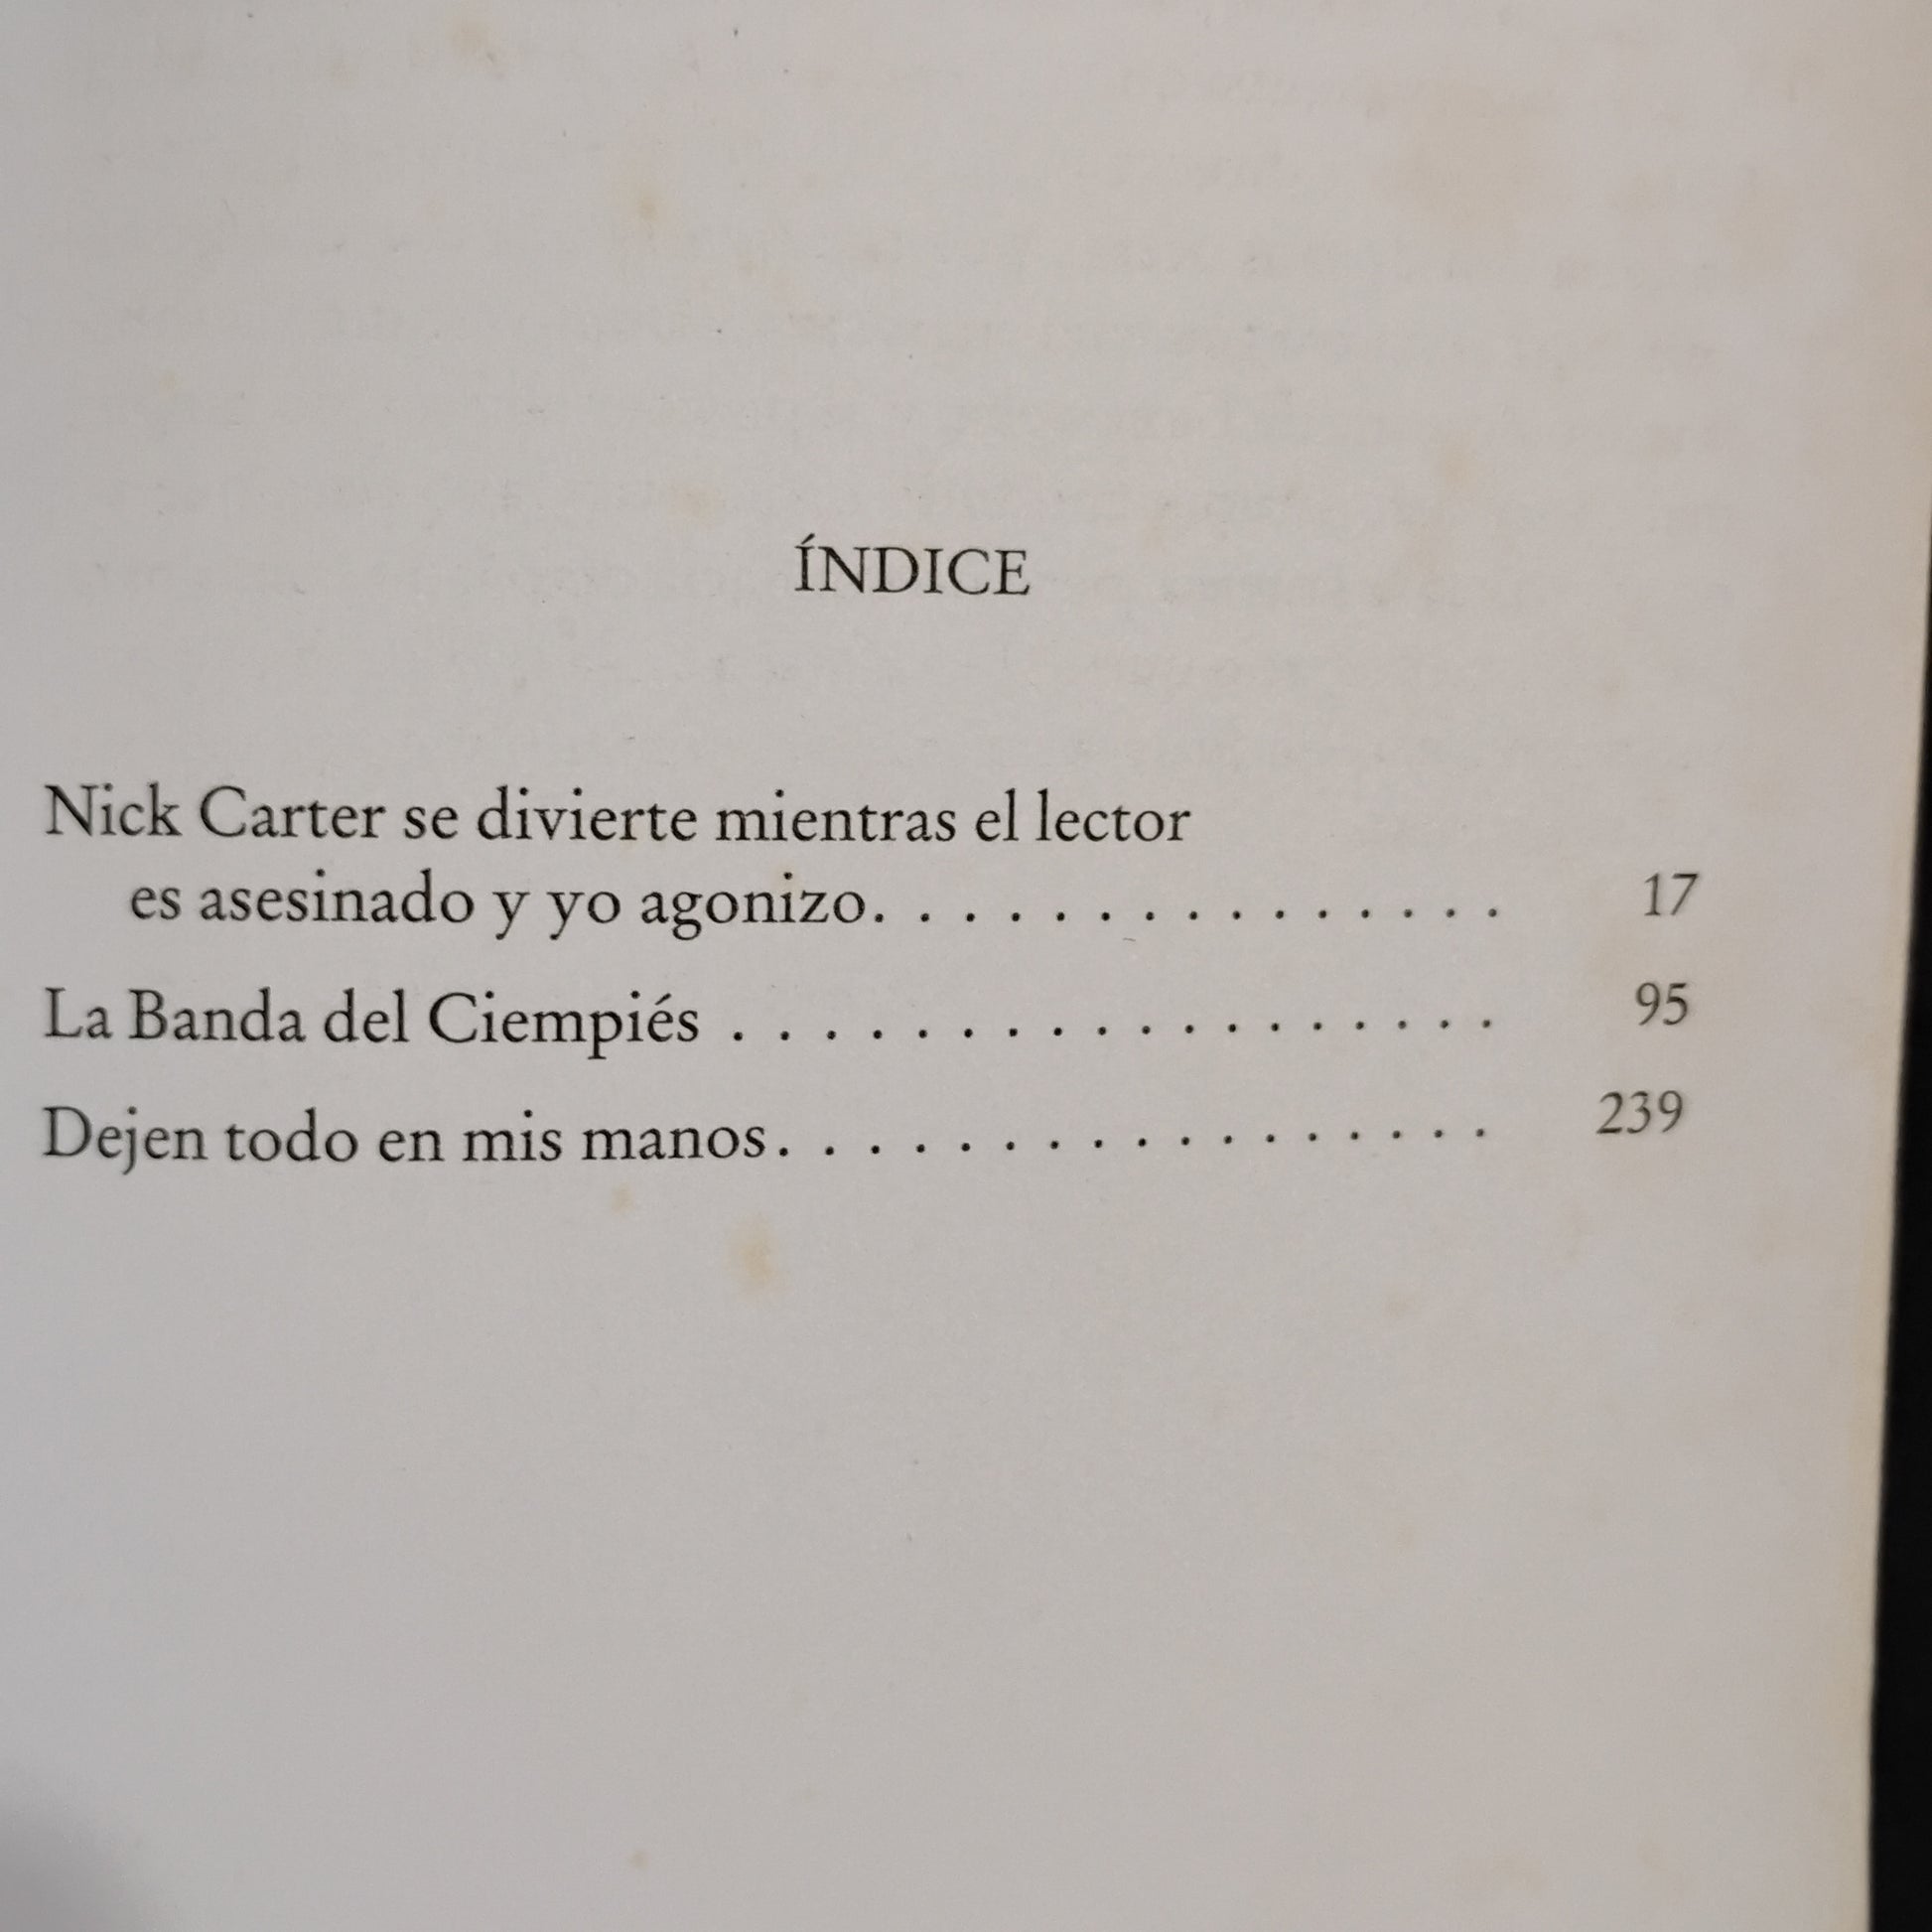 ÍNDICE
Nick Carter se divierte mientras el lector
es asesinado y yo agonizo. . . . . . . . . . . . . . . 17
La Banda del Ciempiés . . . . . . . . . . . . . . . . . . 95
Dejen todo en mis manos. . . . . . . . . . . . . . . . . 239